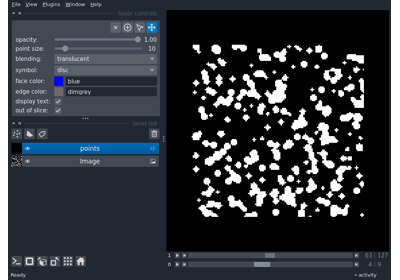 File View Plugins Window Help
layer controls
opacity: 1.00
point size: 10
blending: translucent
symbol: disc
face color: blue
edge color: dimgrey
display text:
out of slice:
layer list
points
Image
1 63 127
0 4 9
Ready activity